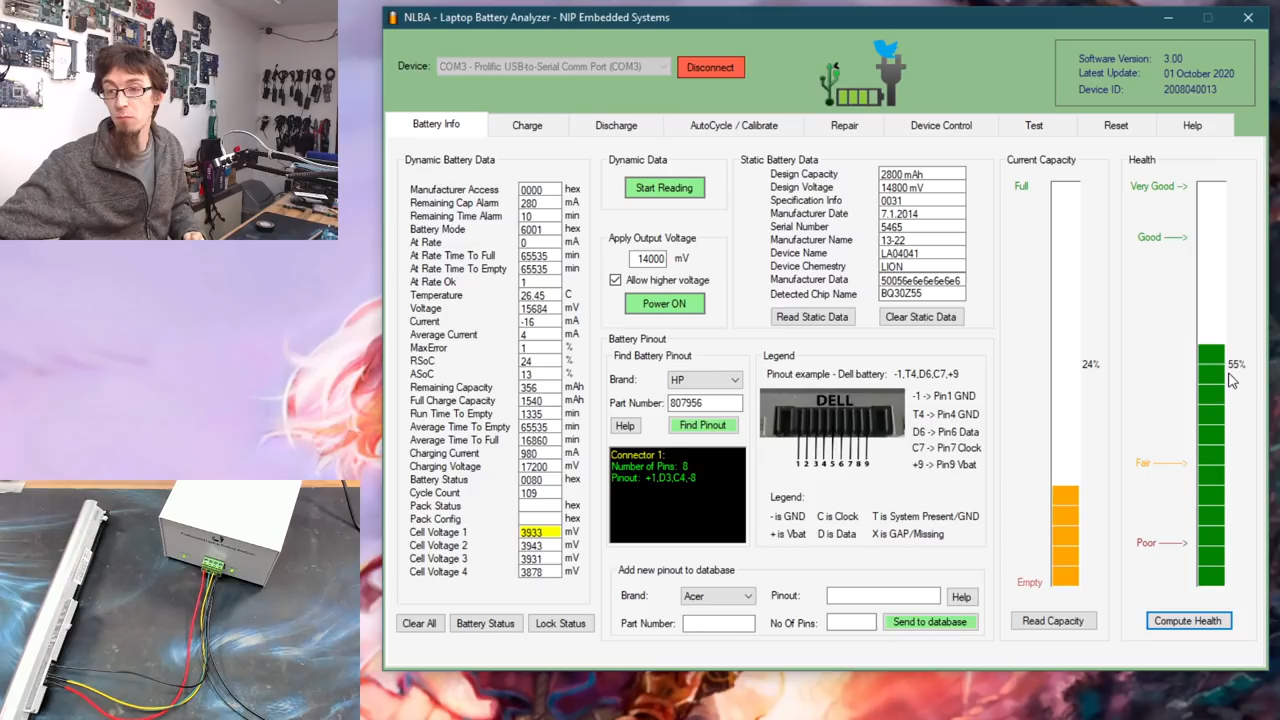 NLBA - Laptop Battery Analyzer - NIP Embedded Systems
Device: COM3 - Prolific USB-to-Serial Comm Port (COM3) Disconnect
Software Version: 3.00
Latest Update: 01 October 2020
Device ID: 2008040013
Battery Info Charge Discharge AutoCycle / Calibrate Repair Device Control Test Reset Help
Dynamic Battery Data
Manufacturer Access 0000 hex
Remaining Cap Alarm 280 mA
Remaining Time Alarm 10 min
Battery Mode 6001 hex
At Rate 0 mA
At Rate Time To Full 65535 min
At Rate Time To Empty 65535 min
At Rate Ok 1
Temperature 26.45 C
Voltage 15684 mV
Current -16 mA
Average Current 4 mA
MaxError 1 %
RSoC 24 %
ASoC 13 %
Remaining Capacity 356 mAh
Full Charge Capacity 1540 mAh
Run Time To Empty 1335 min
Average Time To Empty 65535 min
Average Time To Full 16860 min
Charging Current 980 mA
Charging Voltage 17200 mV
Battery Status 0080 hex
Cycle Count 109
Pack Status hex
Pack Config hex
Cell Voltage 1 3933 mV
Cell Voltage 2 3943 mV
Cell Voltage 3 3931 mV
Cell Voltage 4 3878 mV
Clear All Battery Status Lock Status
Dynamic Data
Start Reading
Apply Output Voltage
14000 mV
Allow higher voltage
Power ON
Static Battery Data
Design Capacity 2800 mAh
Design Voltage 14800 mV
Specification Info 0031
Manufacturer Date 7.1.2014
Serial Number 5465
Manufacturer Name 13-22
Device Name LA04041
Device Chemestry LION
Manufacturer Data 50056e6e6e6e6e6
Detected Chip Name BQ30Z55
Read Static Data Clear Static Data
Battery Pinout
Find Battery Pinout
Brand: HP
Part Number: 807956
Help Find Pinout
Connector 1:
Number of Pins: 8
Pinout: +1,D3,C4,-8
Legend
Pinout example - Dell battery: -1,T4,D6,C7,+9
DELL
1 2 3 4 5 6 7 8 9
-1 -> Pin1 GND
T4 -> Pin4 GND
D6 -> Pin6 Data
C7 -> Pin7 Clock
+9 -> Pin9 Vbat
Legend:
- is GND C is Clock T is System Present/GND
+ is Vbat D is Data X is GAP/Missing
Add new pinout to database
Brand: Acer Pinout: Help
Part Number: No Of Pins: Send to database
Current Capacity
Full
24%
Empty
Read Capacity
Health
Very Good -->
Good -->
55%
Fair -->
Poor -->
Compute Health